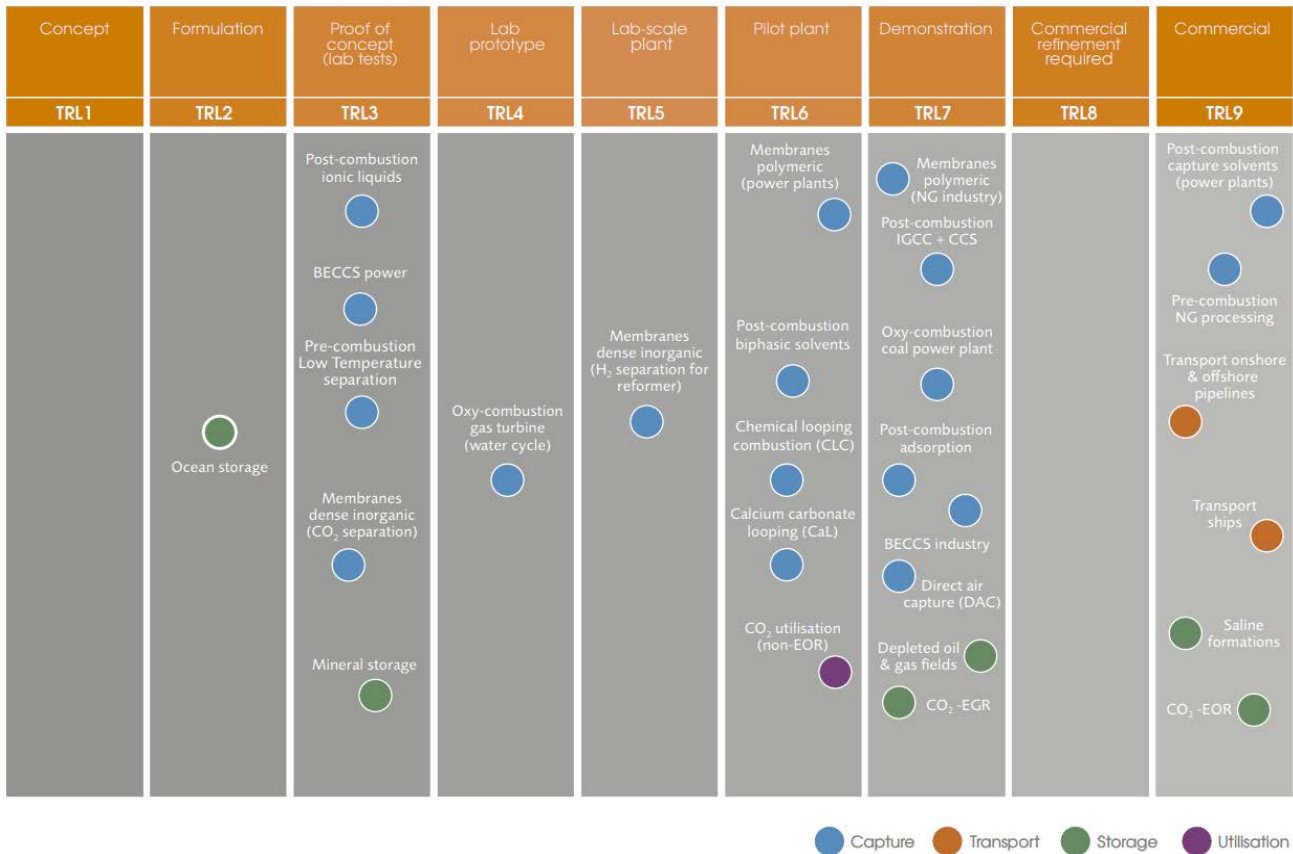 Concept
TRL1
Formulation
TRL2
Ocean storage
Proof of
concept
(lab tests)
TRL3
Post-combustion
ionic liquids
BECCS power
Pre-combustion
Low Temperature
separation
Membranes
dense inorganic
(CO₂ separation)
Mineral storage
Lab
prototype
TRL4
Oxy-combustion
gas turbine
(water cycle)
Lab-scale
plant
TRL5
Membranes
dense inorganic
(H₂ separation for
reformer)
Pilot plant
TRL6
Membranes
polymeric
(power plants)
Post-combustion
biphasic solvents
Chemical looping
combustion (CLC)
Calcium carbonate
looping (CaL)
CO₂ utilisation
(non-EOR)
Demonstration
TRL7
Membranes
polymeric
(NG industry)
Post-combustion
IGCC + CCS
Oxy-combustion
coal power plant
Post-combustion
adsorption
BECCS industry
Direct air
capture (DAC)
Depleted oil
& gas fields
CO₂ -EGR
Commercial
refinement
required
TRL8
Commercial
TRL9
Post-combustion
capture solvents
(power plants)
Pre-combustion
NG processing
Transport onshore
& offshore
pipelines
Transport
ships
Saline
formations
CO₂ -EOR
Capture
Transport
Storage
Utilisation